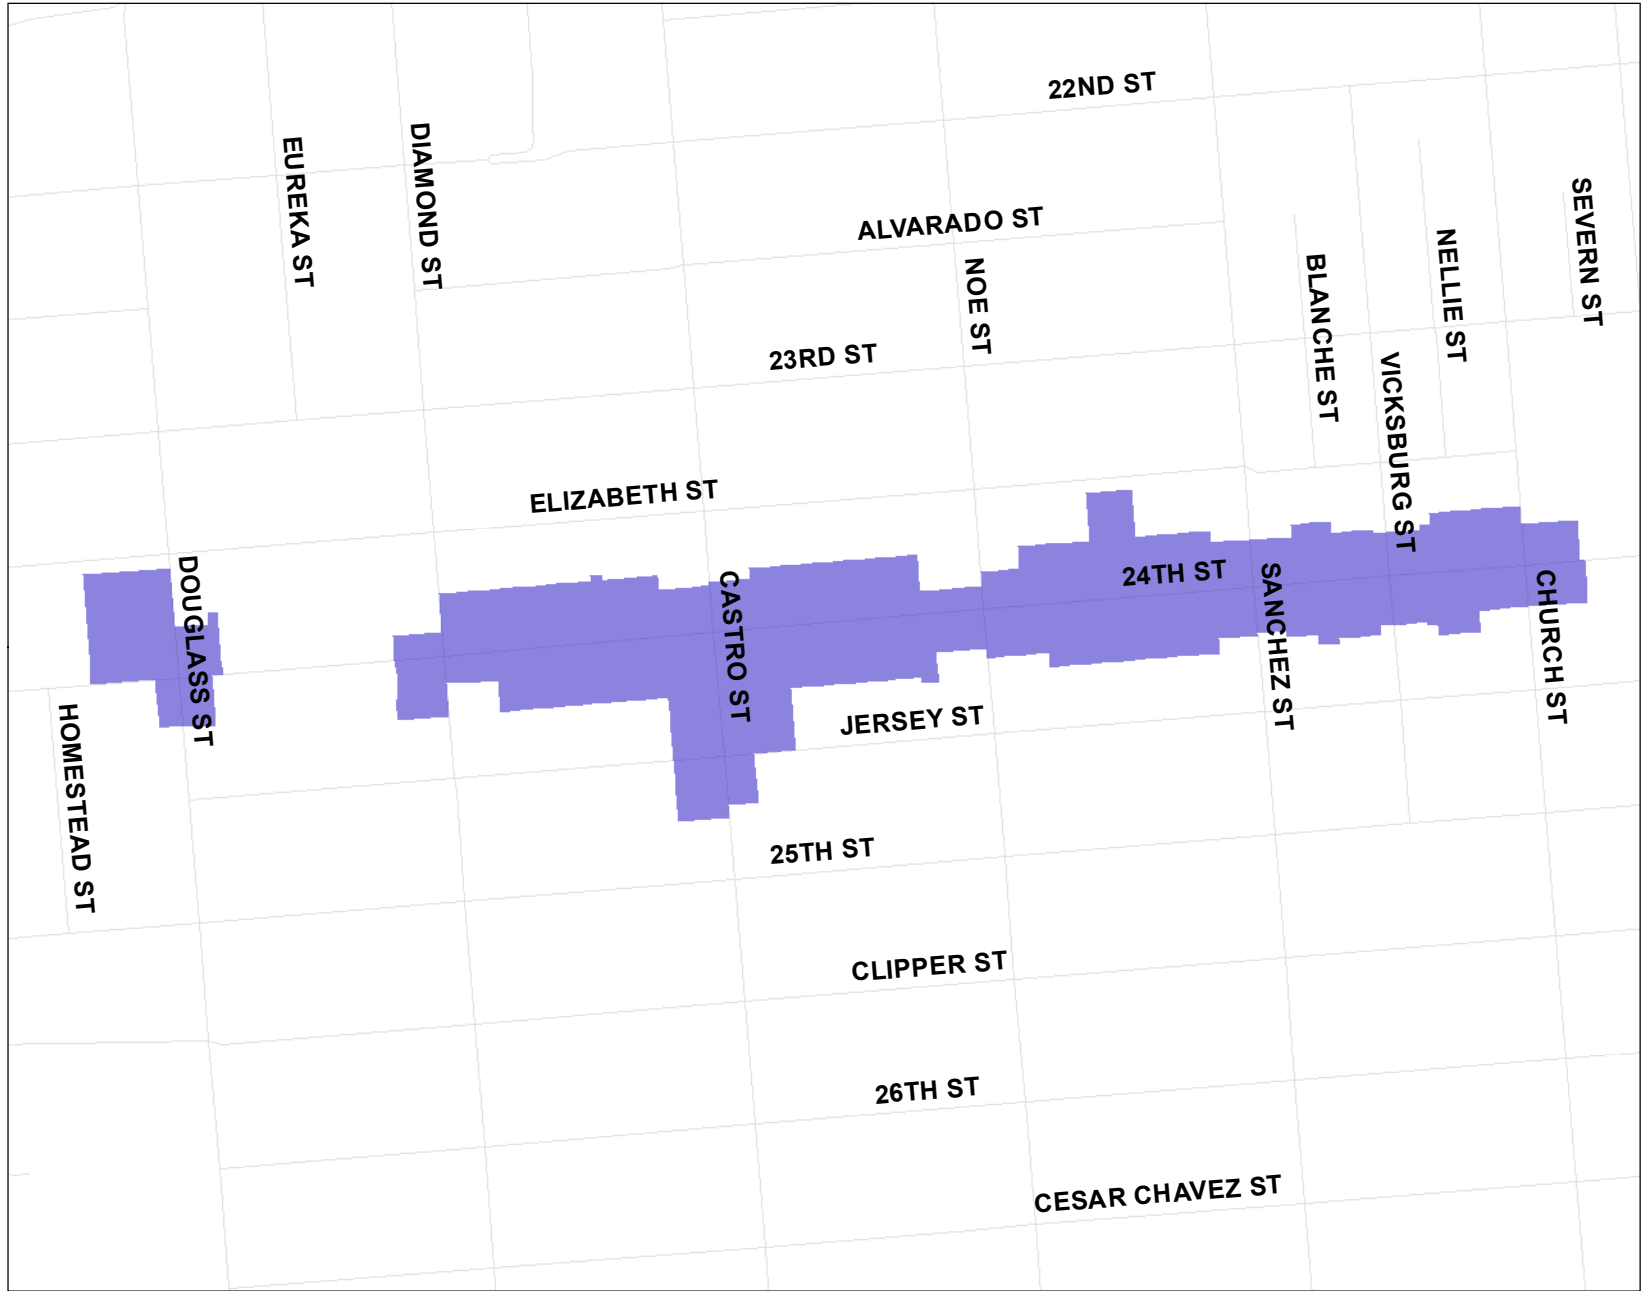 22ND ST
EUREKA ST
DIAMOND ST
ALVARADO ST
SEVERN ST
NELLIE ST
BLANCHE ST
NOE ST
23RD ST
VICKSBURG ST
ELIZABETH ST
DOUGLASS ST
CASTRO ST
24TH ST
SANCHEZ ST
CHURCH ST
HOMESTEAD ST
JERSEY ST
25TH ST
CLIPPER ST
26TH ST
CESAR CHAVEZ ST